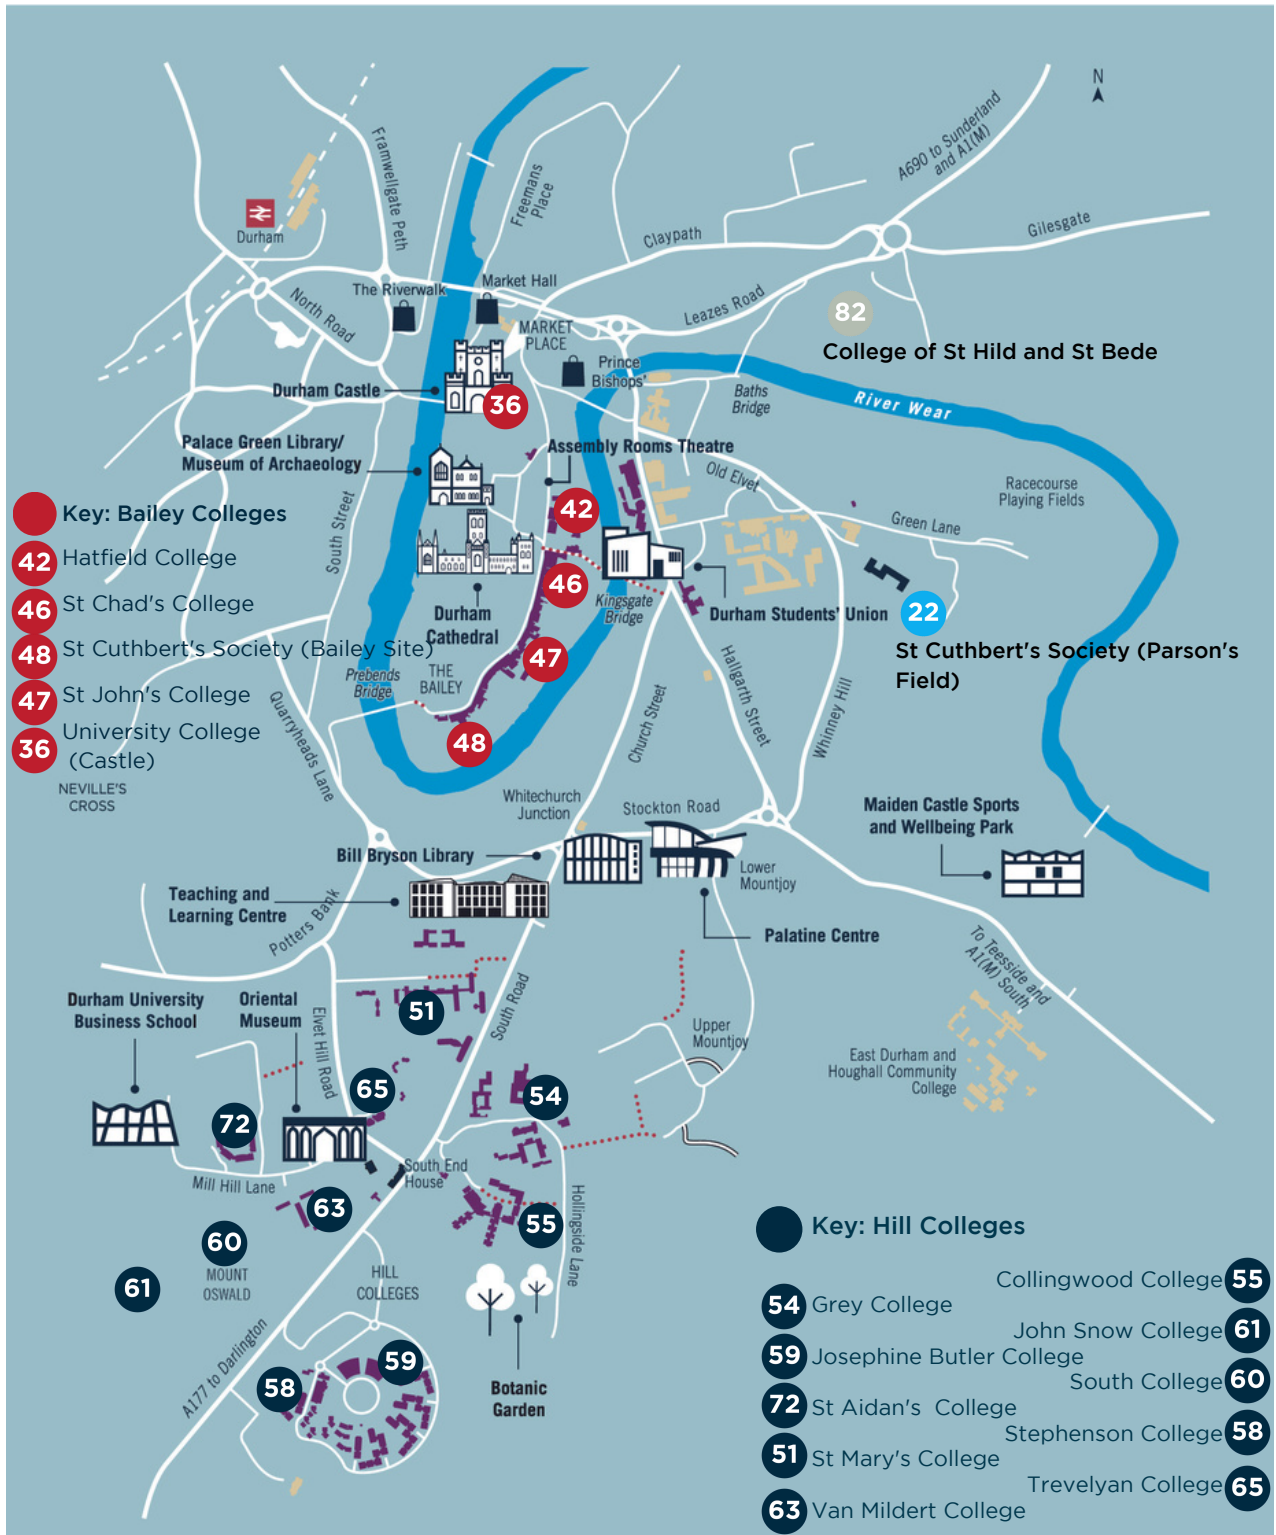 N
A690 to Sunderland
and A1(M)
Framwellgate Peth
Freemans
Place
Durham
Claypath
Gilesgate
The Riverwalk
Market Hall
North Road
Leazes Road
MARKET
PLACE
82
College of St Hild and St Bede
Prince
Bishops'
Durham Castle
36
Baths
Bridge
River Wear
Palace Green Library/
Museum of Archaeology
Assembly Rooms Theatre
Old Elvet
Racecourse
Playing Fields
South Street
42
Green Lane
Key: Bailey Colleges
42 Hatfield College
46 St Chad's College
48 St Cuthbert's Society (Bailey Site)
47 St John's College
36 University College
(Castle)
46
Kingsgate
Bridge
Durham
Cathedral
Durham Students' Union
22
St Cuthbert's Society (Parson's
Field)
47
Prebends
Bridge
THE
BAILEY
48
Quarryheads Lane
Church Street
Hallgarth Street
Whinney Hill
NEVILLE'S
CROSS
Whitechurch
Junction
Stockton Road
Maiden Castle Sports
and Wellbeing Park
Bill Bryson Library
Lower
Mountjoy
Teaching and
Learning Centre
Potters Bank
Palatine Centre
To Teesside and
A1(M) South
Durham University
Business School
Oriental
Museum
Elvet Hill Road
51
South Road
Upper
Mountjoy
East Durham and
Houghall Community
College
65
54
72
South End
House
Mill Hill Lane
63
55
Hollingside Lane
60
MOUNT
OSWALD
61
HILL
COLLEGES
A177 to Darlington
59
58
Botanic
Garden
Key: Hill Colleges
Collingwood College 55
54 Grey College
John Snow College 61
59 Josephine Butler College
South College 60
72 St Aidan's College
Stephenson College 58
51 St Mary's College
Trevelyan College 65
63 Van Mildert College